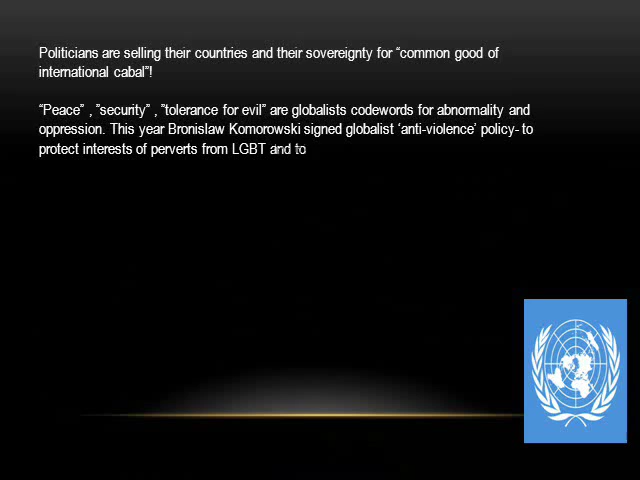 Politicians are selling their countries and their sovereignty for “common good of
international cabal”!
“Peace” , ”security” , ”tolerance for evil” are globalists codewords for abnormality and
oppression. This year Bronislaw Komorowski signed globalist ‘anti-violence’ policy- to
protect interests of perverts from LGBT and to